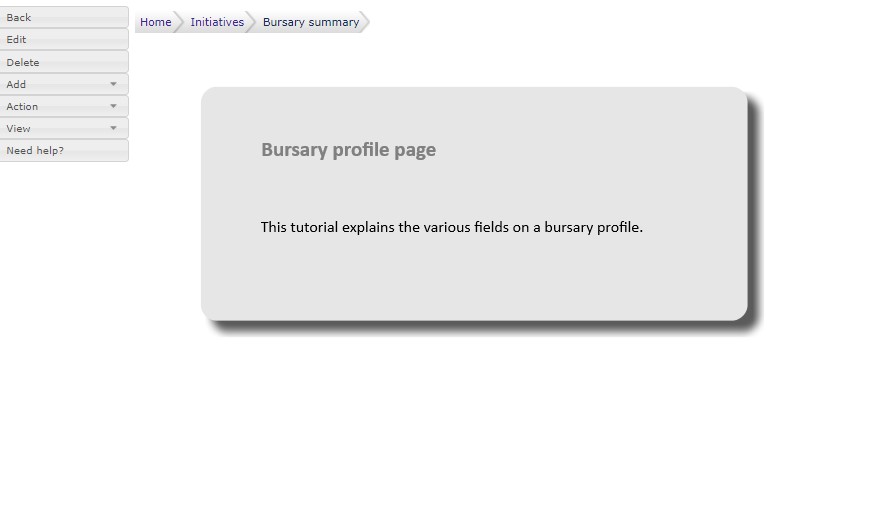 Back
Edit
Delete
Add
Action
View
Need help?
Home Initiatives Bursary summary
Bursary profile page
This tutorial explains the various fields on a bursary profile.